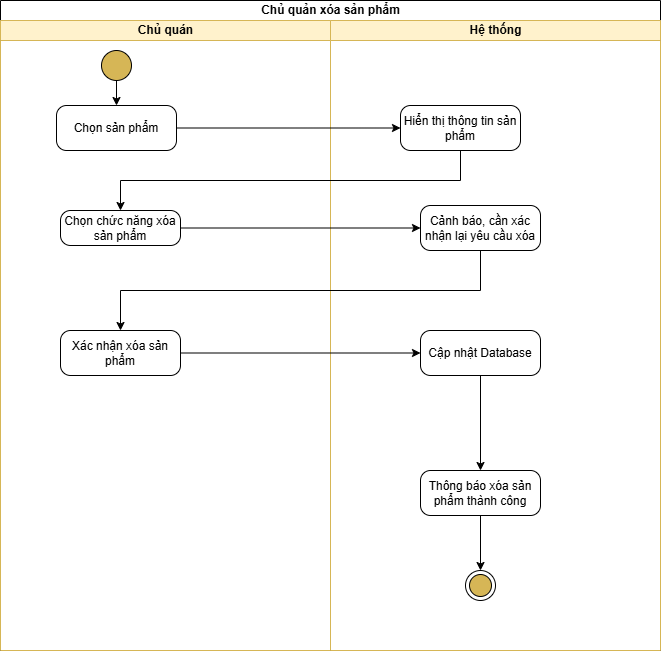 Chủ quản xóa sản phẩm
Chủ quán
Hệ thống
Chọn sản phẩm
Hiển thị thông tin sản
phẩm
Chọn chức năng xóa
sản phẩm
Cảnh báo, cần xác
nhận lại yêu cầu xóa
Xác nhận xóa sản
phẩm
Cập nhật Database
Thông báo xóa sản
phẩm thành công